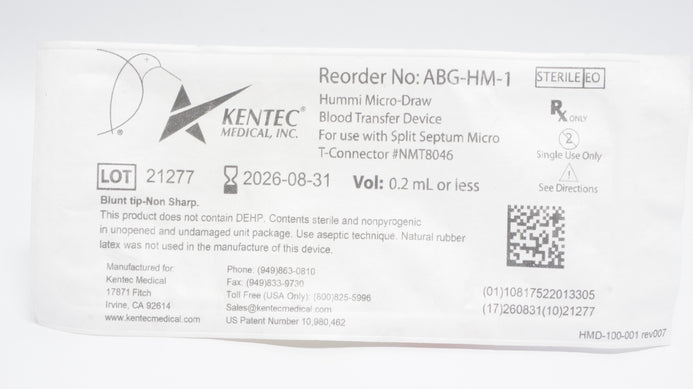 Reorder No: ABG-HM-1
STERILE EO
Hummi Micro-Draw
Blood Transfer Device
For use with Split Septum Micro
T-Connector #NMT8046
KENTEC®
MEDICAL, INC.
®
Rx ONLY
2
Single Use Only
See Directions
LOT 21277
2026-08-31
Vol: 0.2 mL or less
Blunt tip-Non Sharp.
This product does not contain DEHP. Contents sterile and nonpyrogenic
in unopened and undamaged unit package. Use aseptic technique. Natural rubber
latex was not used in the manufacture of this device.
Manufactured for
Kentec Medical
17871 Fitch
Irvine, CA 92614
www.kentecmedical.com
Phone: (949)863-0810
Fax: (949)833-9730
Toll Free (USA Only): (800)825-5996
Sales@kentecmedical.com
US Patent Number 10,980,462
(01)10817522013305
(17)260831(10)21277
HMD-100-001 rev007